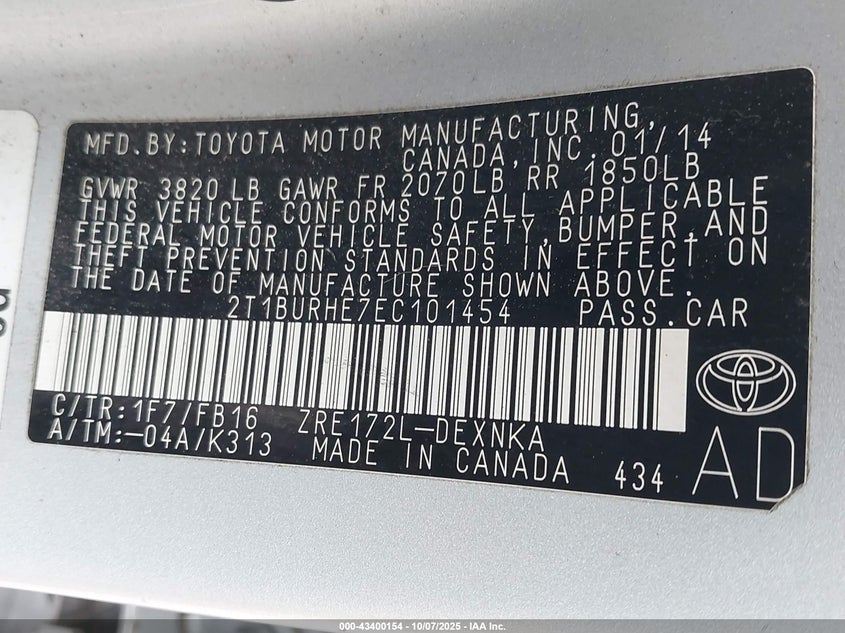 MFD.BY:TOYOTA MOTOR MANUFACTURING,
CANADA,INC.01/14
GVWR 3820 LB GAWR FR 2070LB RR 1850LB
THIS VEHICLE CONFORMS TO ALL APPLICABLE
FEDERAL MOTOR VEHICLE SAFETY,BUMPER,AND
THEFT PREVENTION STANDARDS IN EFFECT ON
THE DATE OF MANUFACTURE SHOWN ABOVE.
2T1BURHE7EC101454 PASS.CAR
C/TR:1F7/FB16 ZRE172L-DEXNKA
A/TM:-04A/K313 MADE IN CANADA 434
AD
000-43400154 - 10/07/2025 - IAA Inc.